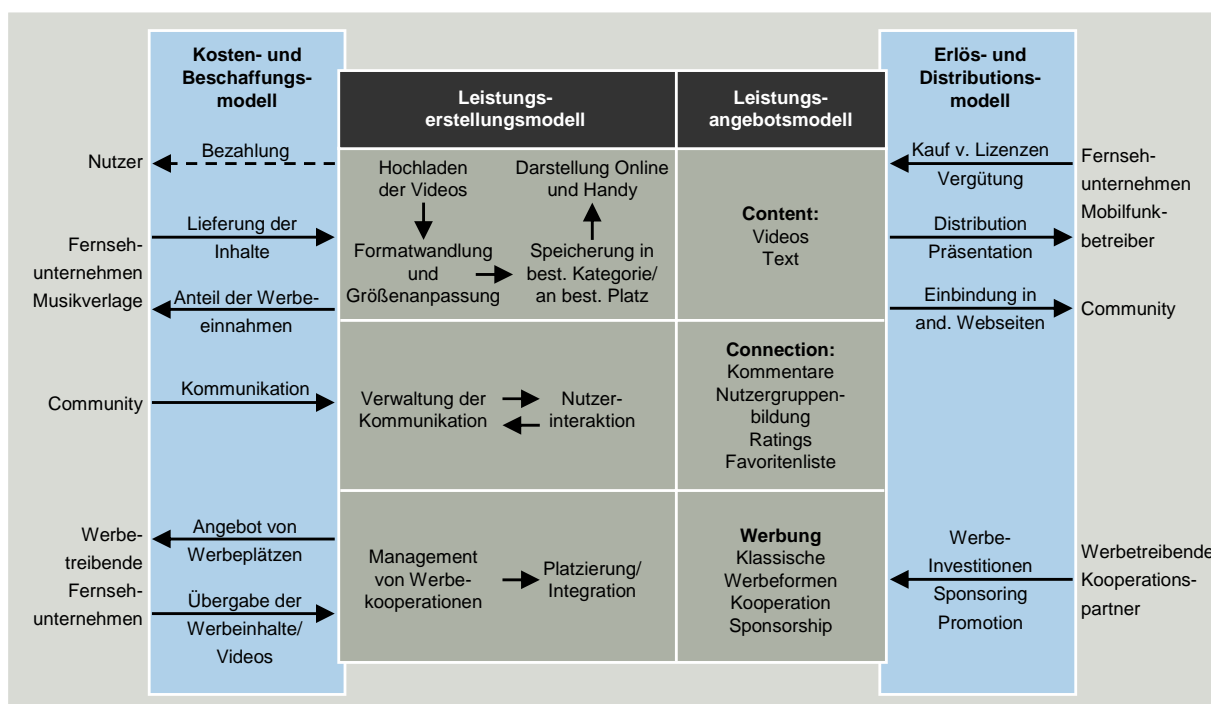 Kosten- und
Beschaffungs-
modell
Leistungs-
erstellungsmodell
Leistungs-
angebotsmodell
Erlös- und
Distributions-
modell
Nutzer
Bezahlung
Fernseh-
unternehmen
Musikverlage
Lieferung der
Inhalte
Anteil der Werbe-
einnahmen
Hochladen
der Videos
Formatwandlung
und
Größenanpassung
Darstellung Online
und Handy
Speicherung in
best. Kategorie/
an best. Platz
Content:
Videos
Text
Kauf v. Lizenzen
Vergütung
Distribution
Präsentation
Fernseh-
unternehmen
Mobilfunk-
betreiber
Einbindung in
and. Webseiten
Community
Community
Kommunikation
Verwaltung der
Kommunikation
Nutzer-
interaktion
Connection:
Kommentare
Nutzergruppen-
bildung
Ratings
Favoritenliste
Werbe-
treibende
Fernseh-
unternehmen
Angebot von
Werbeplätzen
Übergabe der
Werbeinhalte/
Videos
Management
von Werbe-
kooperationen
Platzierung/
Integration
Werbung
Klassische
Werbeformen
Kooperation
Sponsorship
Werbe-
Investitionen
Sponsoring
Promotion
Werbetreibende
Kooperations-
partner